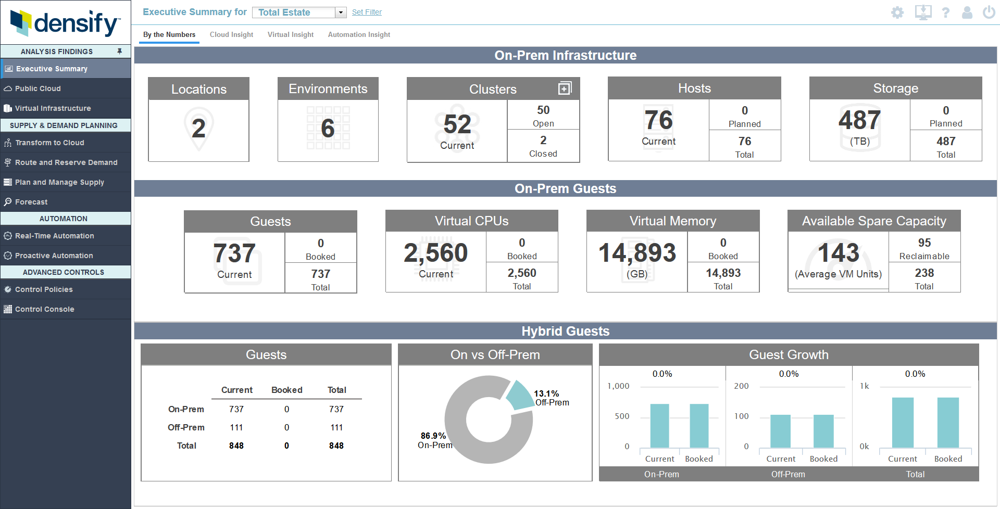 densify™
ANALYSIS FINDINGS
Executive Summary
Public Cloud
Virtual Infrastructure
SUPPLY & DEMAND PLANNING
Transform to Cloud
Route and Reserve Demand
Plan and Manage Supply
Forecast
AUTOMATION
Real-Time Automation
Proactive Automation
ADVANCED CONTROLS
Control Policies
Control Console
Executive Summary for Total Estate Set Filter
?
By the Numbers Cloud Insight Virtual Insight Automation Insight
On-Prem Infrastructure
Locations
2
Environments
6
Clusters
52
Current
50
Open
2
Closed
Hosts
76
Current
0
Planned
76
Total
Storage
487
(TB)
0
Planned
487
Total
On-Prem Guests
Guests
737
Current
0
Booked
737
Total
Virtual CPUs
2,560
Current
0
Booked
2,560
Total
Virtual Memory
14,893
(GB)
0
Booked
14,893
Total
Available Spare Capacity
143
(Average VM Units)
95
Reclaimable
238
Total
Hybrid Guests
Guests
Current Booked Total
On-Prem 737 0 737
Off-Prem 111 0 111
Total 848 0 848
On vs Off-Prem
13.1%
Off-Prem
86.9%
On-Prem
Guest Growth
0.0%
1,000
500
0
Current Booked
On-Prem
0.0%
200
100
0
Current Booked
Off-Prem
0.0%
1k
0k
Current Booked
Total